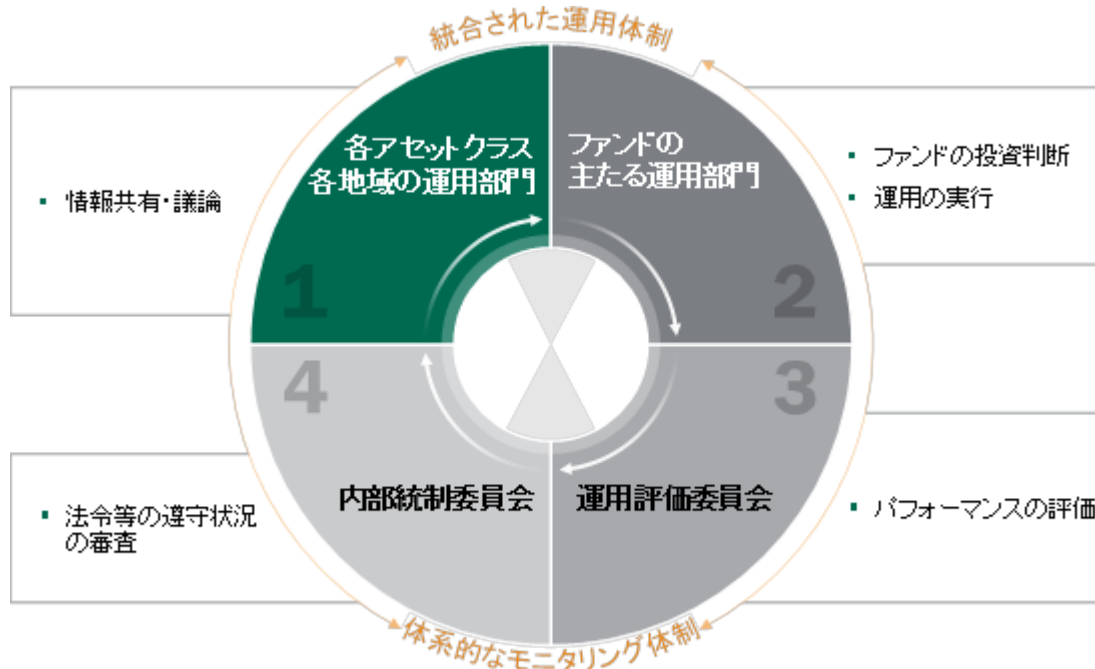 統合された運用体制
各アセットクラス
各地域の運用部門
ファンドの
主たる運用部門
▪ 情報共有・議論
▪ ファンドの投資判断
▪ 運用の実行
1
2
4
3
内部統制委員会
運用評価委員会
▪ 法令等の遵守状況
の審査
▪ パフォーマンスの評価
体系的なモニタリング体制